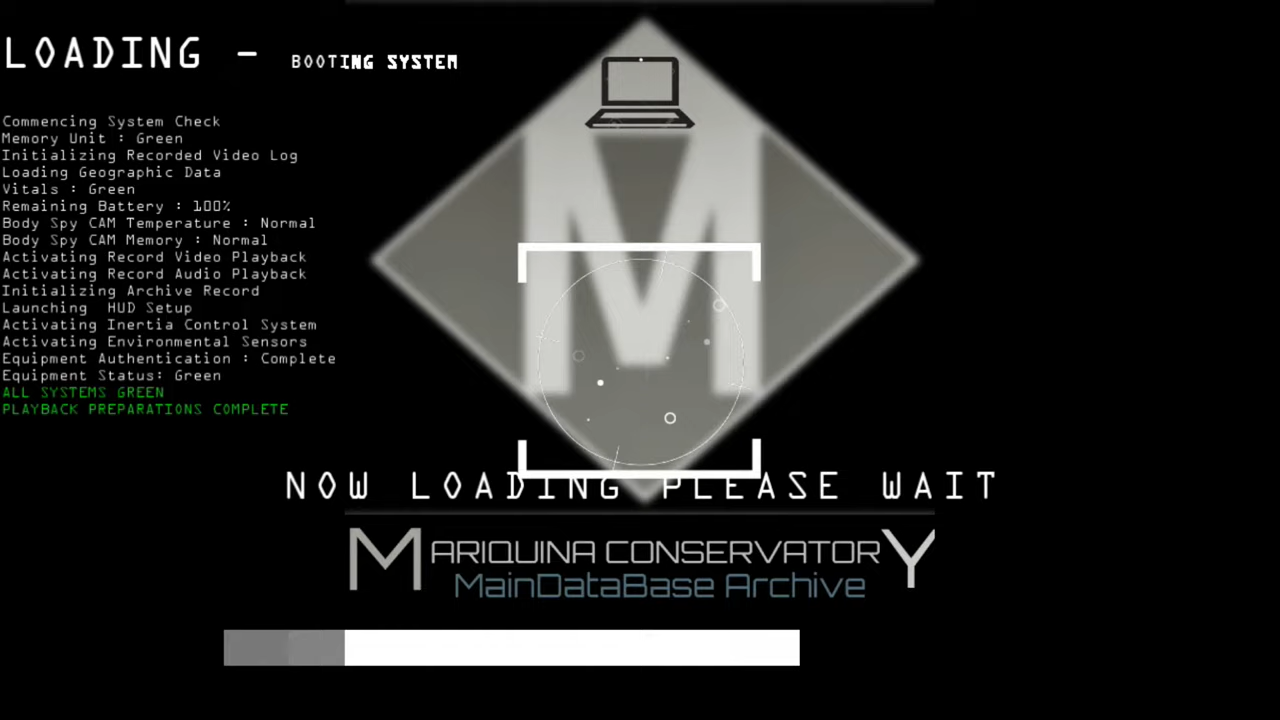 LOADING - BOOTING SYSTEM
Commencing System Check
Memory Unit : Green
Initializing Recorded Video Log
Loading Geographic Data
Vitals : Green
Remaining Battery : 100%
Body Spy CAM Temperature : Normal
Body Spy CAM Memory : Normal
Activating Record Video Playback
Activating Record Audio Playback
Initializing Archive Record
Launching HUD Setup
Activating Inertia Control System
Activating Environmental Sensors
Equipment Authentication : Complete
Equipment Status: Green
ALL SYSTEMS GREEN
PLAYBACK PREPARATIONS COMPLETE
M
NOW LOADING PLEASE WAIT
MARIQUINA CONSERVATORY
MainDataBase Archive